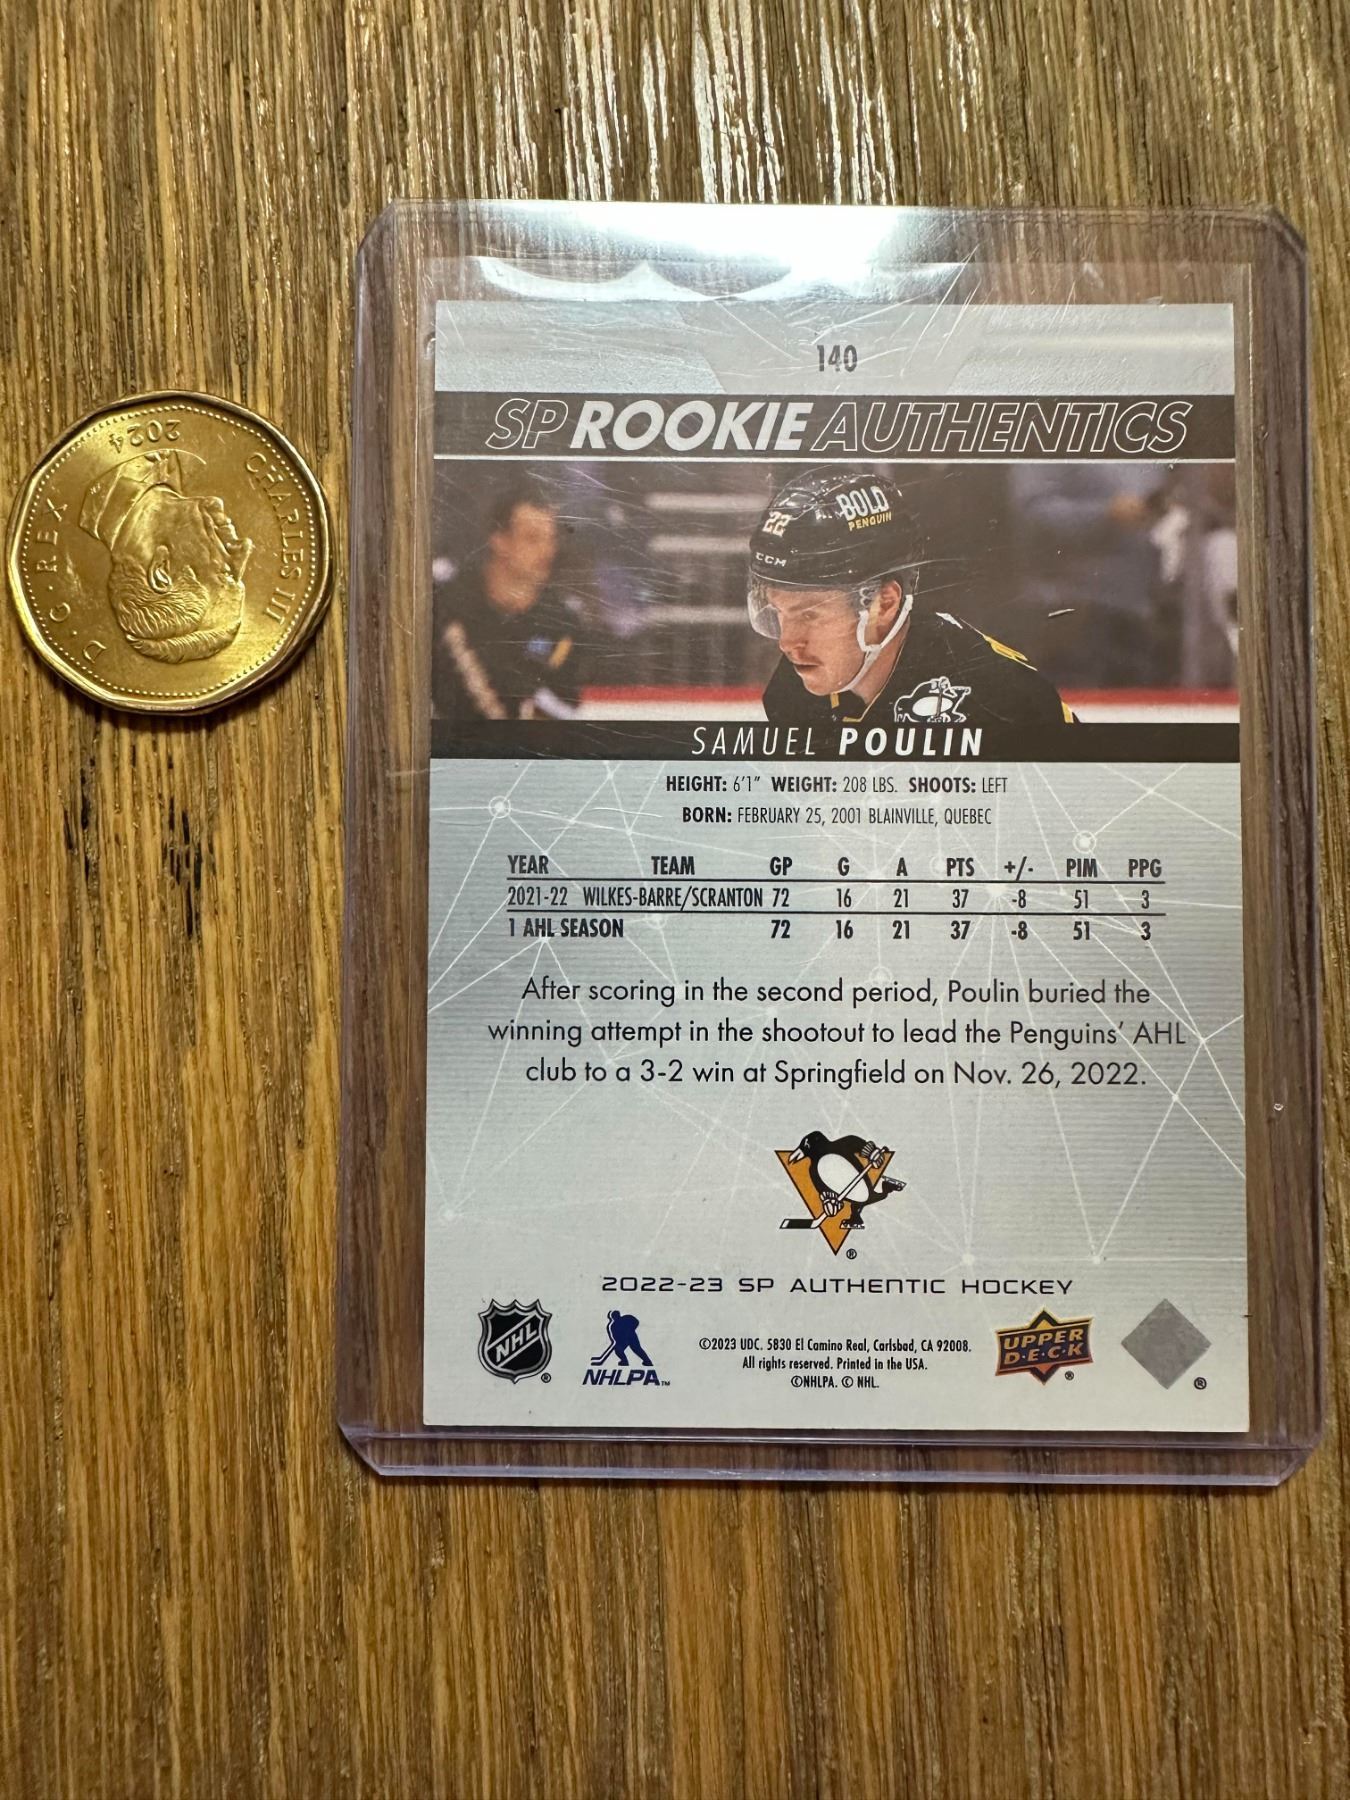 CHARLES III
D·G·REX
2024
140
SP ROOKIE AUTHENTICS
BOLD
PENGUIN
22
CCM
SAMUEL POULIN
HEIGHT: 6'1" WEIGHT: 208 LBS. SHOOTS: LEFT
BORN: FEBRUARY 25, 2001 BLAINVILLE, QUEBEC
YEAR TEAM GP G A PTS +/- PIM PPG
2021-22 WILKES-BARRE/SCRANTON 72 16 21 37 -8 51 3
1 AHL SEASON 72 16 21 37 -8 51 3
After scoring in the second period, Poulin buried the
winning attempt in the shootout to lead the Penguins' AHL
club to a 3-2 win at Springfield on Nov. 26, 2022.
®
2022-23 SP AUTHENTIC HOCKEY
NHL®
NHLPA™
©2023 UDC. 5830 El Camino Real, Carlsbad, CA 92008.
All rights reserved. Printed in the USA.
©NHLPA. © NHL.
UPPER
D·E·C·K®
®